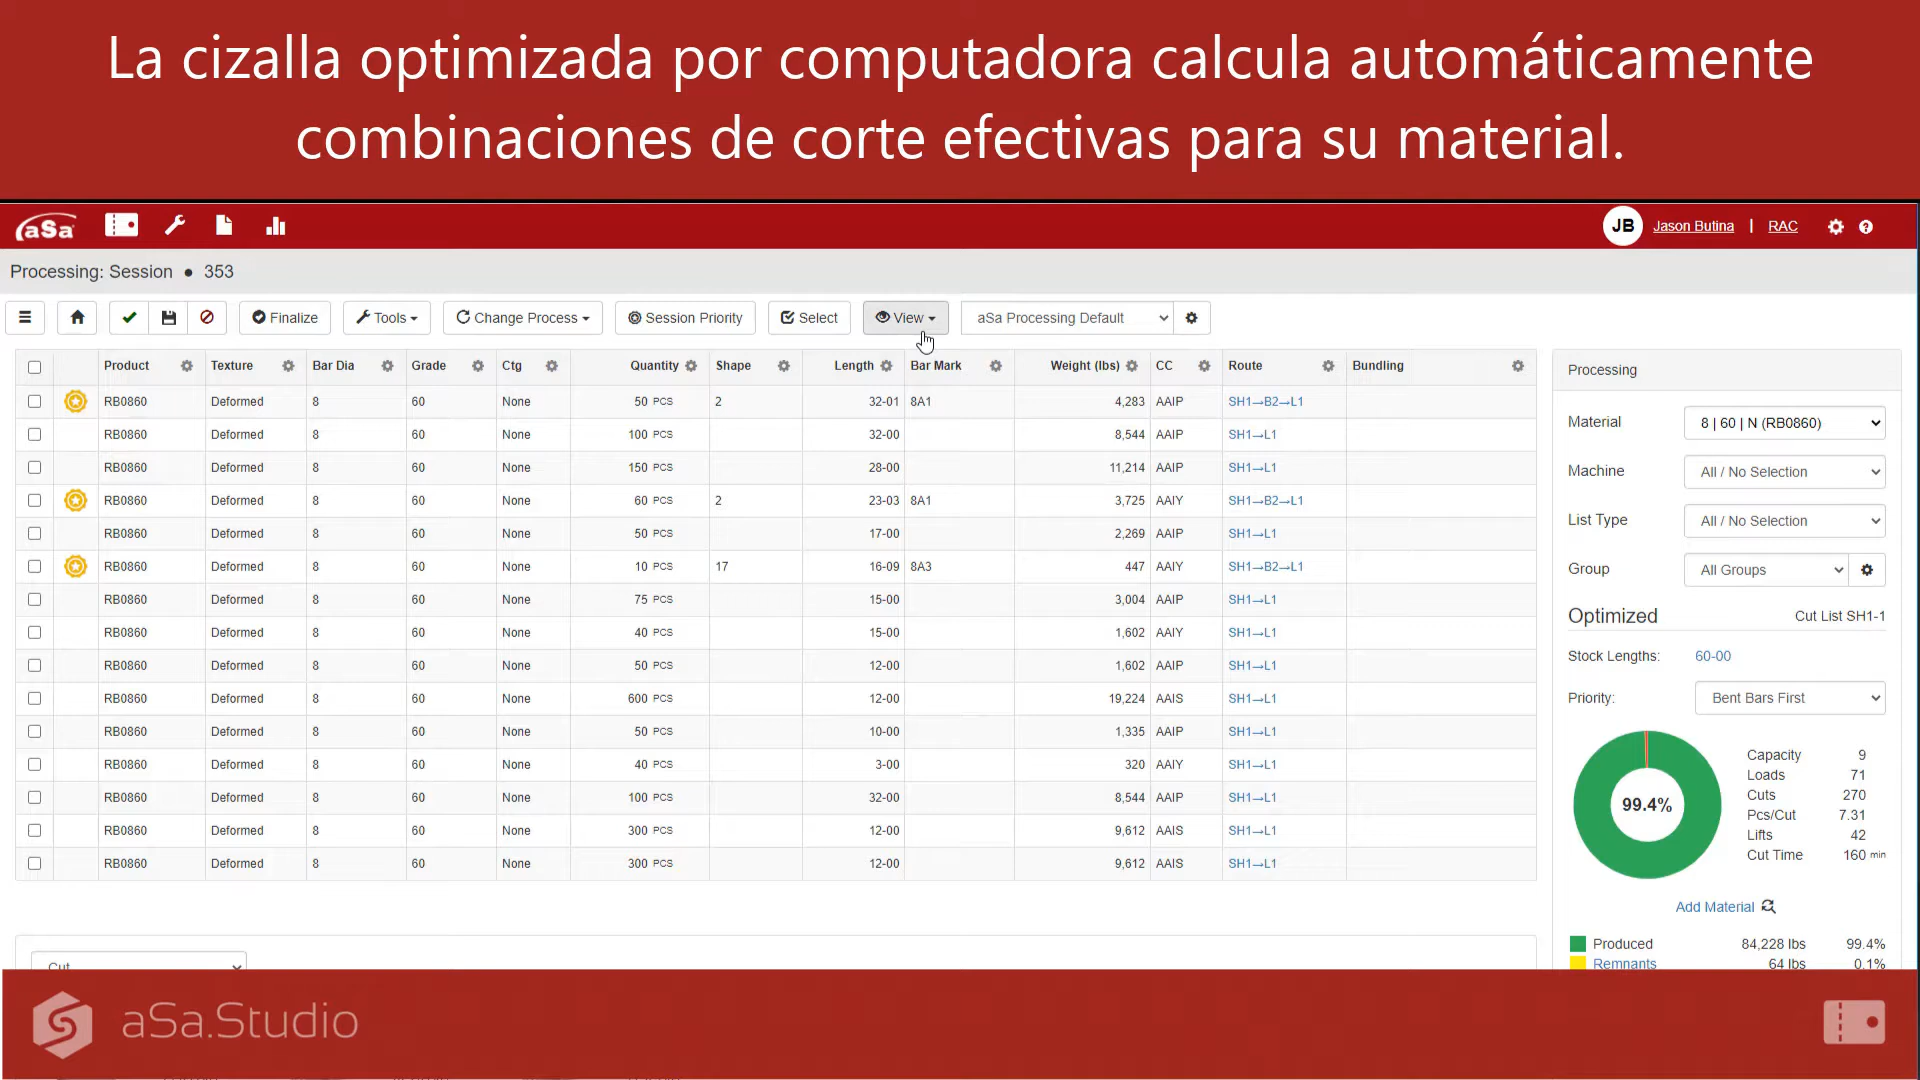 La cizalla optimizada por computadora calcula automáticamente
combinaciones de corte efectivas para su material.
aSa
JB Jason Butina | RAC
Processing: Session ● 353
Finalize Tools Change Process Session Priority Select View aSa Processing Default
Product Texture Bar Dia Grade Ctg Quantity Shape Length Bar Mark Weight (lbs) CC Route Bundling
RB0860 Deformed 8 60 None 50 PCS 2 32-01 8A1 4,283 AAIP SH1→B2→L1
RB0860 Deformed 8 60 None 100 PCS 32-00 8,544 AAIP SH1→L1
RB0860 Deformed 8 60 None 150 PCS 28-00 11,214 AAIP SH1→L1
RB0860 Deformed 8 60 None 60 PCS 2 23-03 8A1 3,725 AAIY SH1→B2→L1
RB0860 Deformed 8 60 None 50 PCS 17-00 2,269 AAIP SH1→L1
RB0860 Deformed 8 60 None 10 PCS 17 16-09 8A3 447 AAIY SH1→B2→L1
RB0860 Deformed 8 60 None 75 PCS 15-00 3,004 AAIP SH1→L1
RB0860 Deformed 8 60 None 40 PCS 15-00 1,602 AAIY SH1→L1
RB0860 Deformed 8 60 None 50 PCS 12-00 1,602 AAIP SH1→L1
RB0860 Deformed 8 60 None 600 PCS 12-00 19,224 AAIS SH1→L1
RB0860 Deformed 8 60 None 50 PCS 10-00 1,335 AAIP SH1→L1
RB0860 Deformed 8 60 None 40 PCS 3-00 320 AAIY SH1→L1
RB0860 Deformed 8 60 None 100 PCS 32-00 8,544 AAIP SH1→L1
RB0860 Deformed 8 60 None 300 PCS 12-00 9,612 AAIS SH1→L1
RB0860 Deformed 8 60 None 300 PCS 12-00 9,612 AAIS SH1→L1
Cut
Processing
Material 8 | 60 | N (RB0860)
Machine All / No Selection
List Type All / No Selection
Group All Groups
Optimized Cut List SH1-1
Stock Lengths: 60-00
Priority: Bent Bars First
99.4%
Capacity 9
Loads 71
Cuts 270
Pcs/Cut 7.31
Lifts 42
Cut Time 160 min
Add Material
Produced 84,228 lbs 99.4%
Remnants 64 lbs 0.1%
aSa.Studio